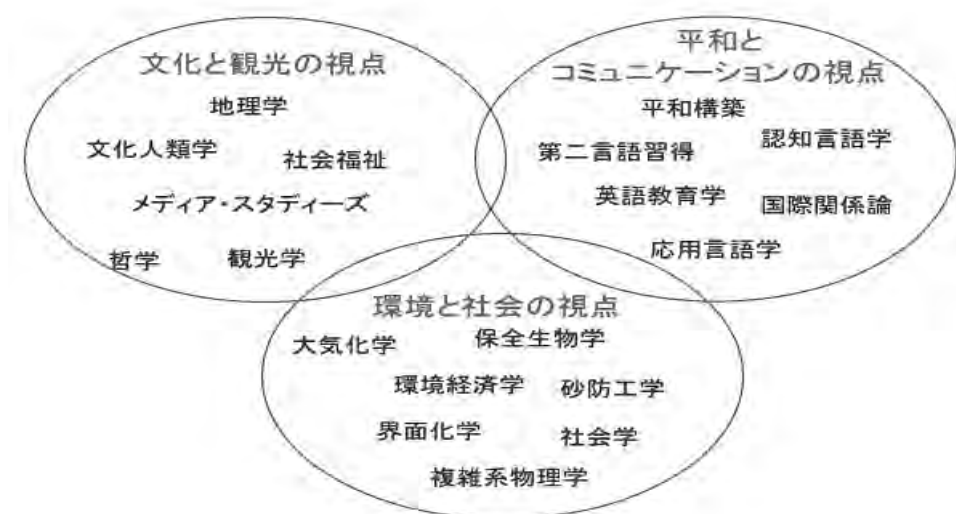 文化と観光の視点
地理学
文化人類学
社会福祉
メディア・スタディーズ
哲学
観光学
平和と
コミュニケーションの視点
平和構築
認知言語学
第二言語習得
英語教育学
国際関係論
応用言語学
環境と社会の視点
大気化学
保全生物学
環境経済学
砂防工学
界面化学
社会学
複雑系物理学